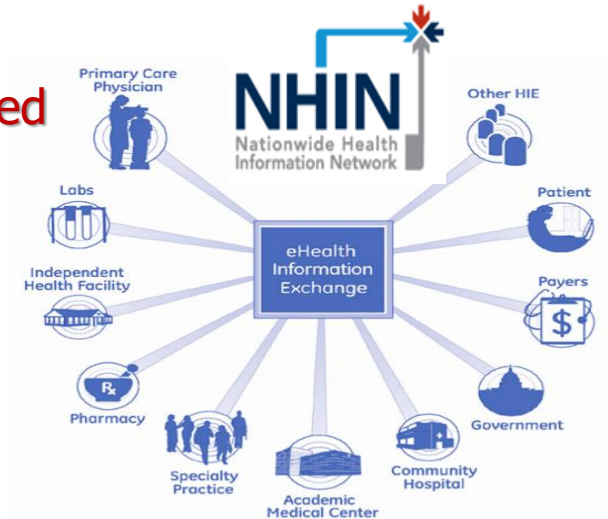 NHIN
Nationwide Health
Information Network
Primary Care
Physician
Other HIE
Labs
Patient
eHealth
Information
Exchange
Independent
Health Facility
Payers
$
Rx
Pharmacy
Government
Specialty
Practice
Community
Hospital
Academic
Medical Center